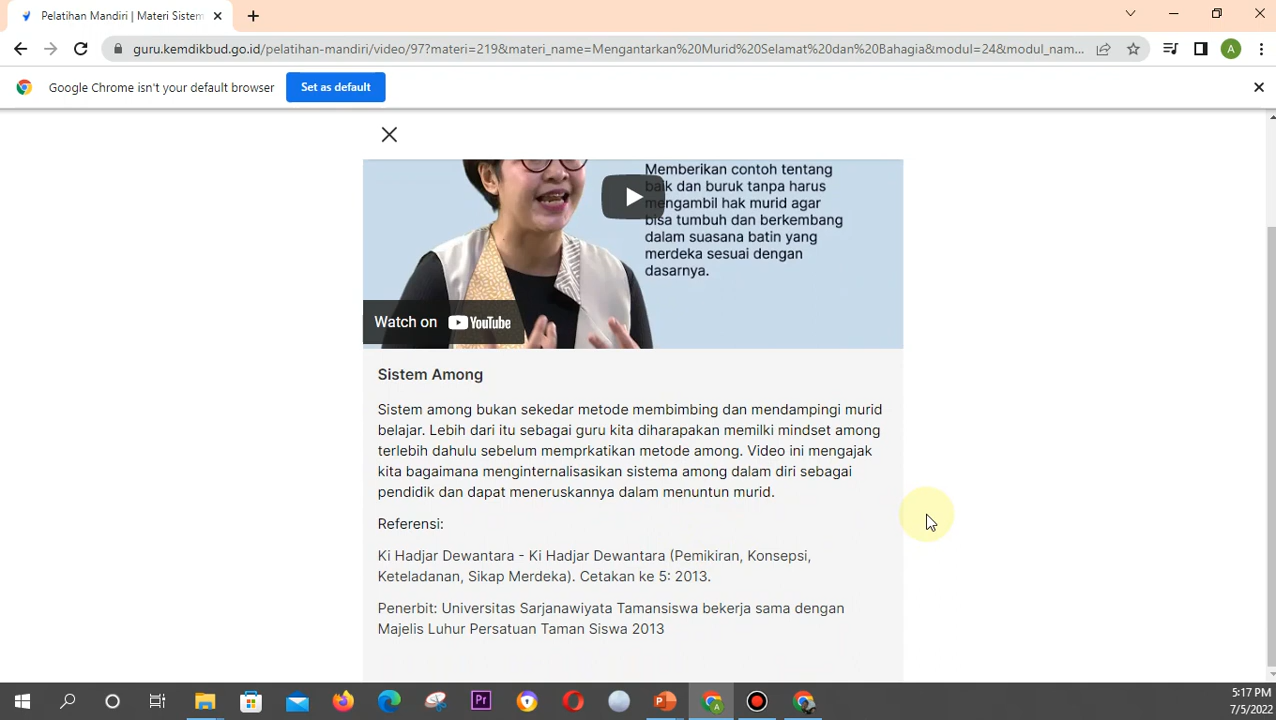 Pelatihan Mandiri | Materi Sistem
guru.kemdikbud.go.id/pelatihan-mandiri/video/97?materi=219&materi_name=Mengantarkan%20Murid%20Selamat%20dan%20Bahagia&modul=24&modul_nam...
A
Google Chrome isn't your default browser
Set as default
Memberikan contoh tentang
baik dan buruk tanpa harus
mengambil hak murid agar
bisa tumbuh dan berkembang
dalam suasana batin yang
merdeka sesuai dengan
dasarnya.
Watch on YouTube
Sistem Among
Sistem among bukan sekedar metode membimbing dan mendampingi murid
belajar. Lebih dari itu sebagai guru kita diharapakan memilki mindset among
terlebih dahulu sebelum memprkatikan metode among. Video ini mengajak
kita bagaimana menginternalisasikan sistema among dalam diri sebagai
pendidik dan dapat meneruskannya dalam menuntun murid.
Referensi:
Ki Hadjar Dewantara - Ki Hadjar Dewantara (Pemikiran, Konsepsi,
Keteladanan, Sikap Merdeka). Cetakan ke 5: 2013.
Penerbit: Universitas Sarjanawiyata Tamansiswa bekerja sama dengan
Majelis Luhur Persatuan Taman Siswa 2013
Pr
5:17 PM
7/5/2022